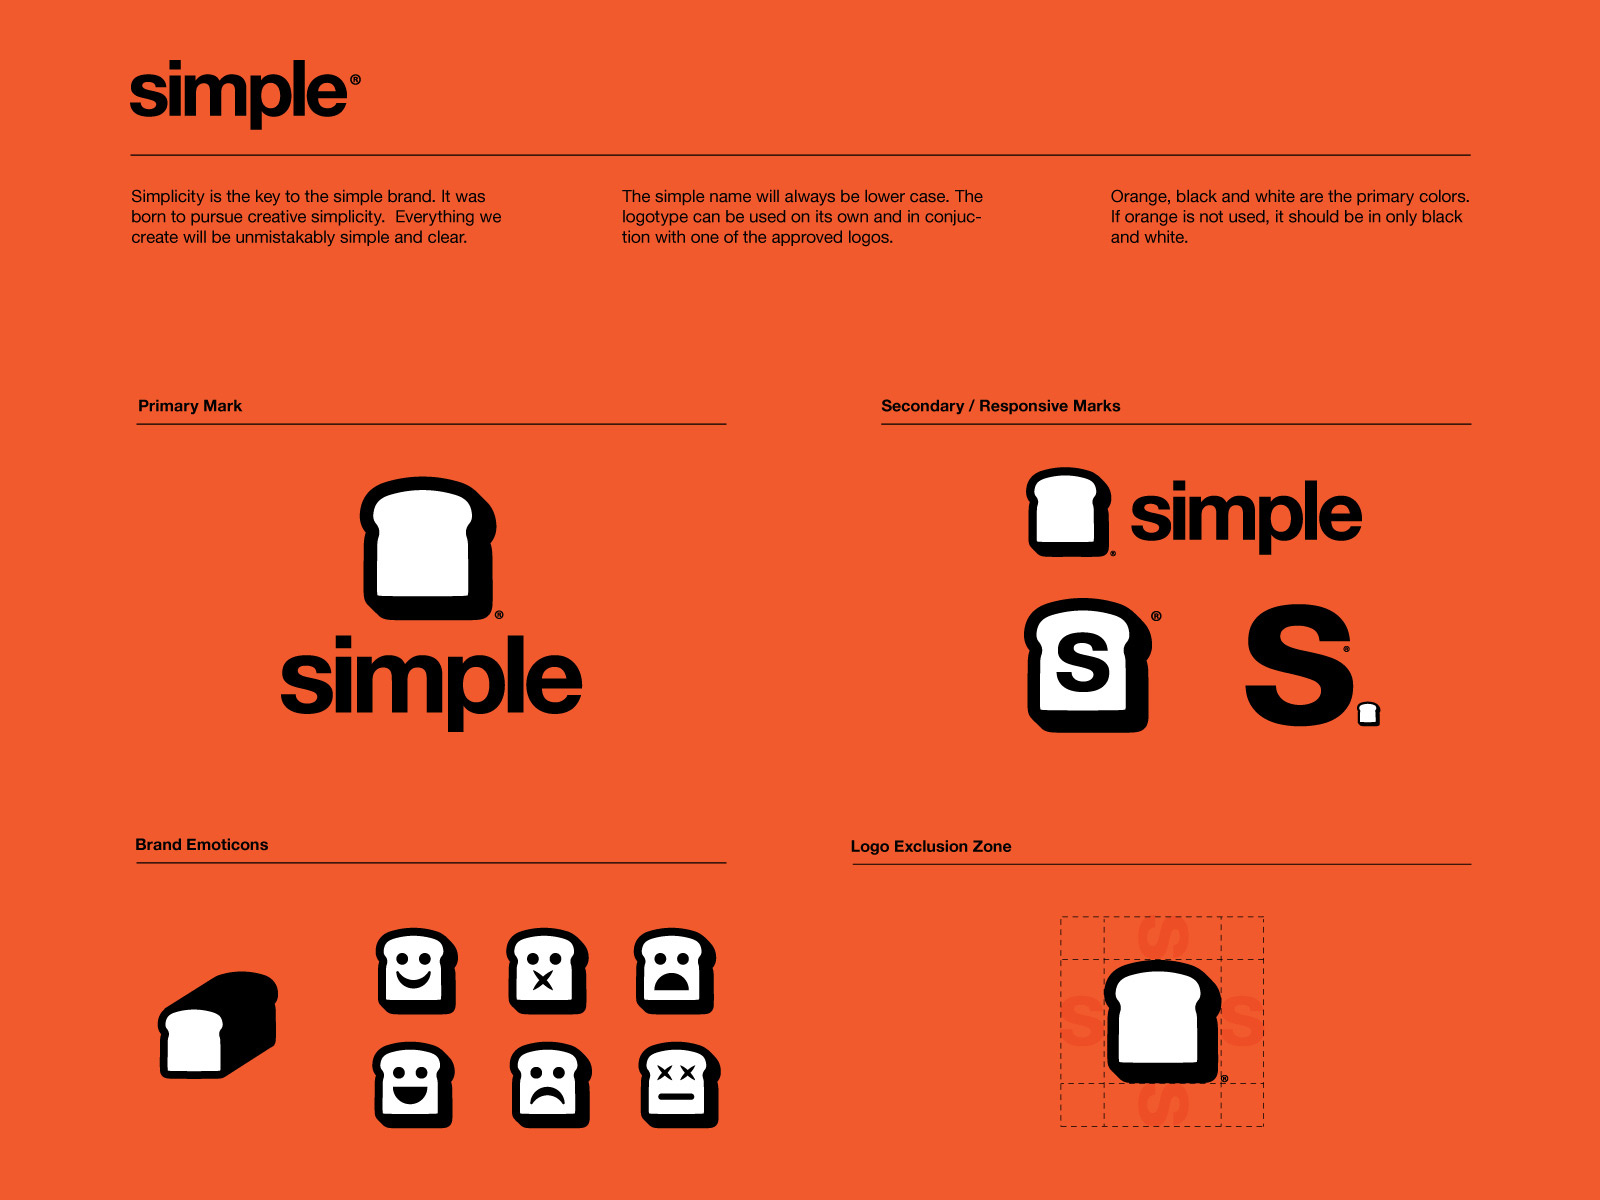 simple®
Simplicity is the key to the simple brand. It was
born to pursue creative simplicity.  Everything we
create will be unmistakably simple and clear.
The simple name will always be lower case. The
logotype can be used on its own and in conjuc-
tion with one of the approved logos.
Orange, black and white are the primary colors.
If orange is not used, it should be in only black
and white.
Primary Mark
®
simple
Secondary / Responsive Marks
® simple
S ®
S ®
Brand Emoticons
Logo Exclusion Zone
S
S S
®
S